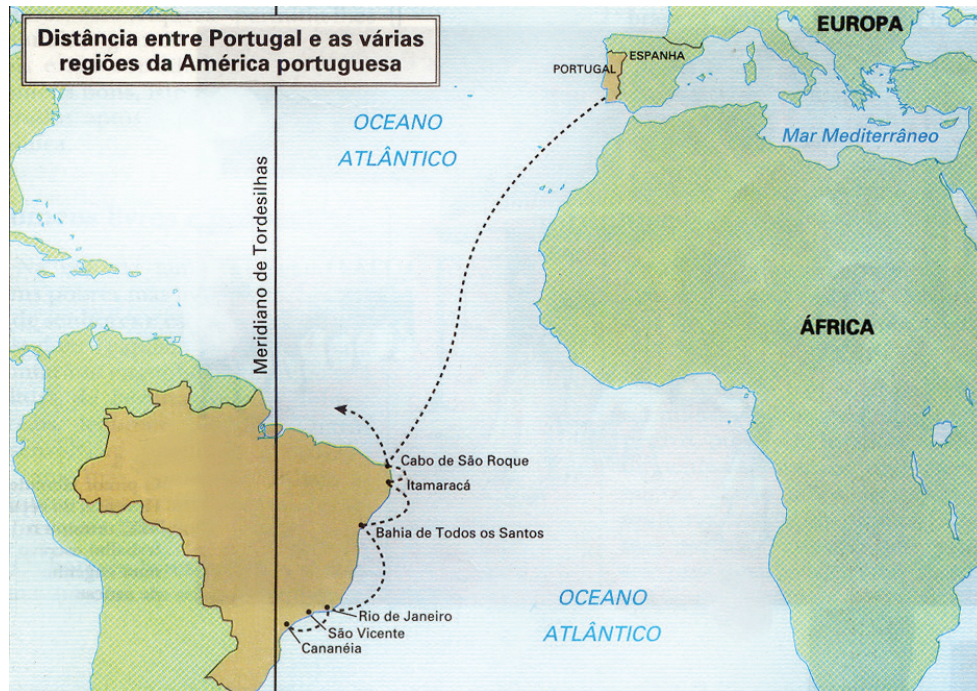 Distância entre Portugal e as várias
regiões da América portuguesa
EUROPA
ESPANHA
PORTUGAL
OCEANO
ATLÂNTICO
Mar Mediterrâneo
Meridiano de Tordesilhas
ÁFRICA
Cabo de São Roque
Itamaracá
Bahia de Todos os Santos
Rio de Janeiro
São Vicente
Cananéia
OCEANO
ATLÂNTICO